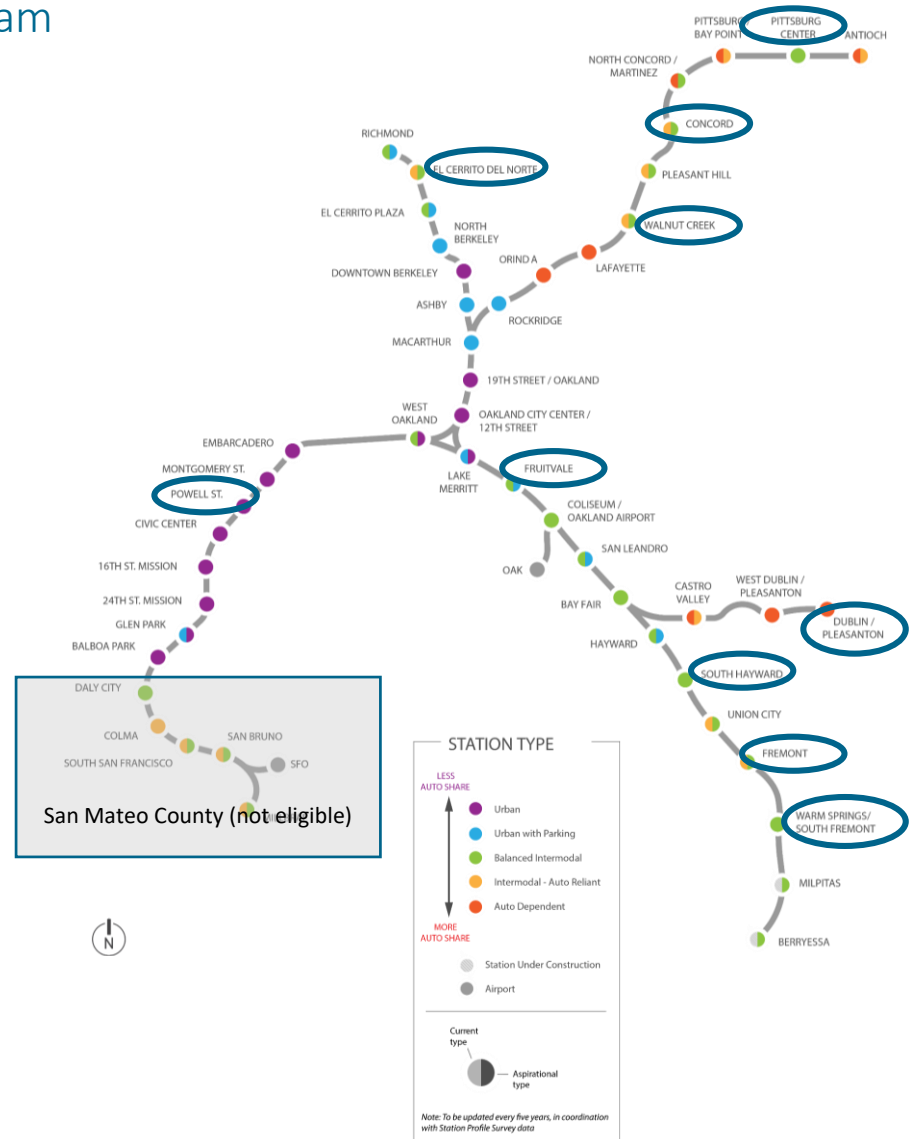 am
PITTSBURG /
BAY POINT
PITTSBURG
CENTER
ANTIOCH
NORTH CONCORD /
MARTINEZ
CONCORD
RICHMOND
EL CERRITO DEL NORTE
PLEASANT HILL
EL CERRITO PLAZA
NORTH
BERKELEY
WALNUT CREEK
ORIND A
LAFAYETTE
DOWNTOWN BERKELEY
ASHBY
ROCKRIDGE
MACARTHUR
19TH STREET / OAKLAND
WEST
OAKLAND
OAKLAND CITY CENTER /
12TH STREET
EMBARCADERO
LAKE
MERRITT
FRUITVALE
MONTGOMERY ST.
POWELL ST.
COLISEUM /
OAKLAND AIRPORT
CIVIC CENTER
SAN LEANDRO
OAK
16TH ST. MISSION
24TH ST. MISSION
BAY FAIR
CASTRO
VALLEY
WEST DUBLIN /
PLEASANTON
GLEN PARK
HAYWARD
DUBLIN /
PLEASANTON
BALBOA PARK
SOUTH HAYWARD
DALY CITY
UNION CITY
COLMA
SAN BRUNO
SOUTH SAN FRANCISCO
SFO
FREMONT
San Mateo County (not eligible)
WARM SPRINGS/
SOUTH FREMONT
MILPITAS
BERRYESSA
N
STATION TYPE
LESS
AUTO SHARE
Urban
Urban with Parking
Balanced Intermodal
Intermodal - Auto Reliant
Auto Dependent
MORE
AUTO SHARE
Station Under Construction
Airport
Current
type
Aspirational
type
Note: To be updated every five years, in coordination
with Station Profile Survey data